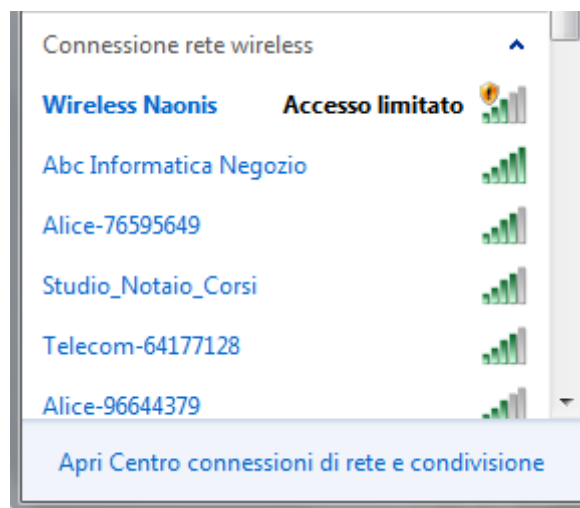 Connessione rete wireless
Wireless Naonis Accesso limitato
Abc Informatica Negozio
Alice-76595649
Studio_Notaio_Corsi
Telecom-64177128
Alice-96644379
Apri Centro connessioni di rete e condivisione